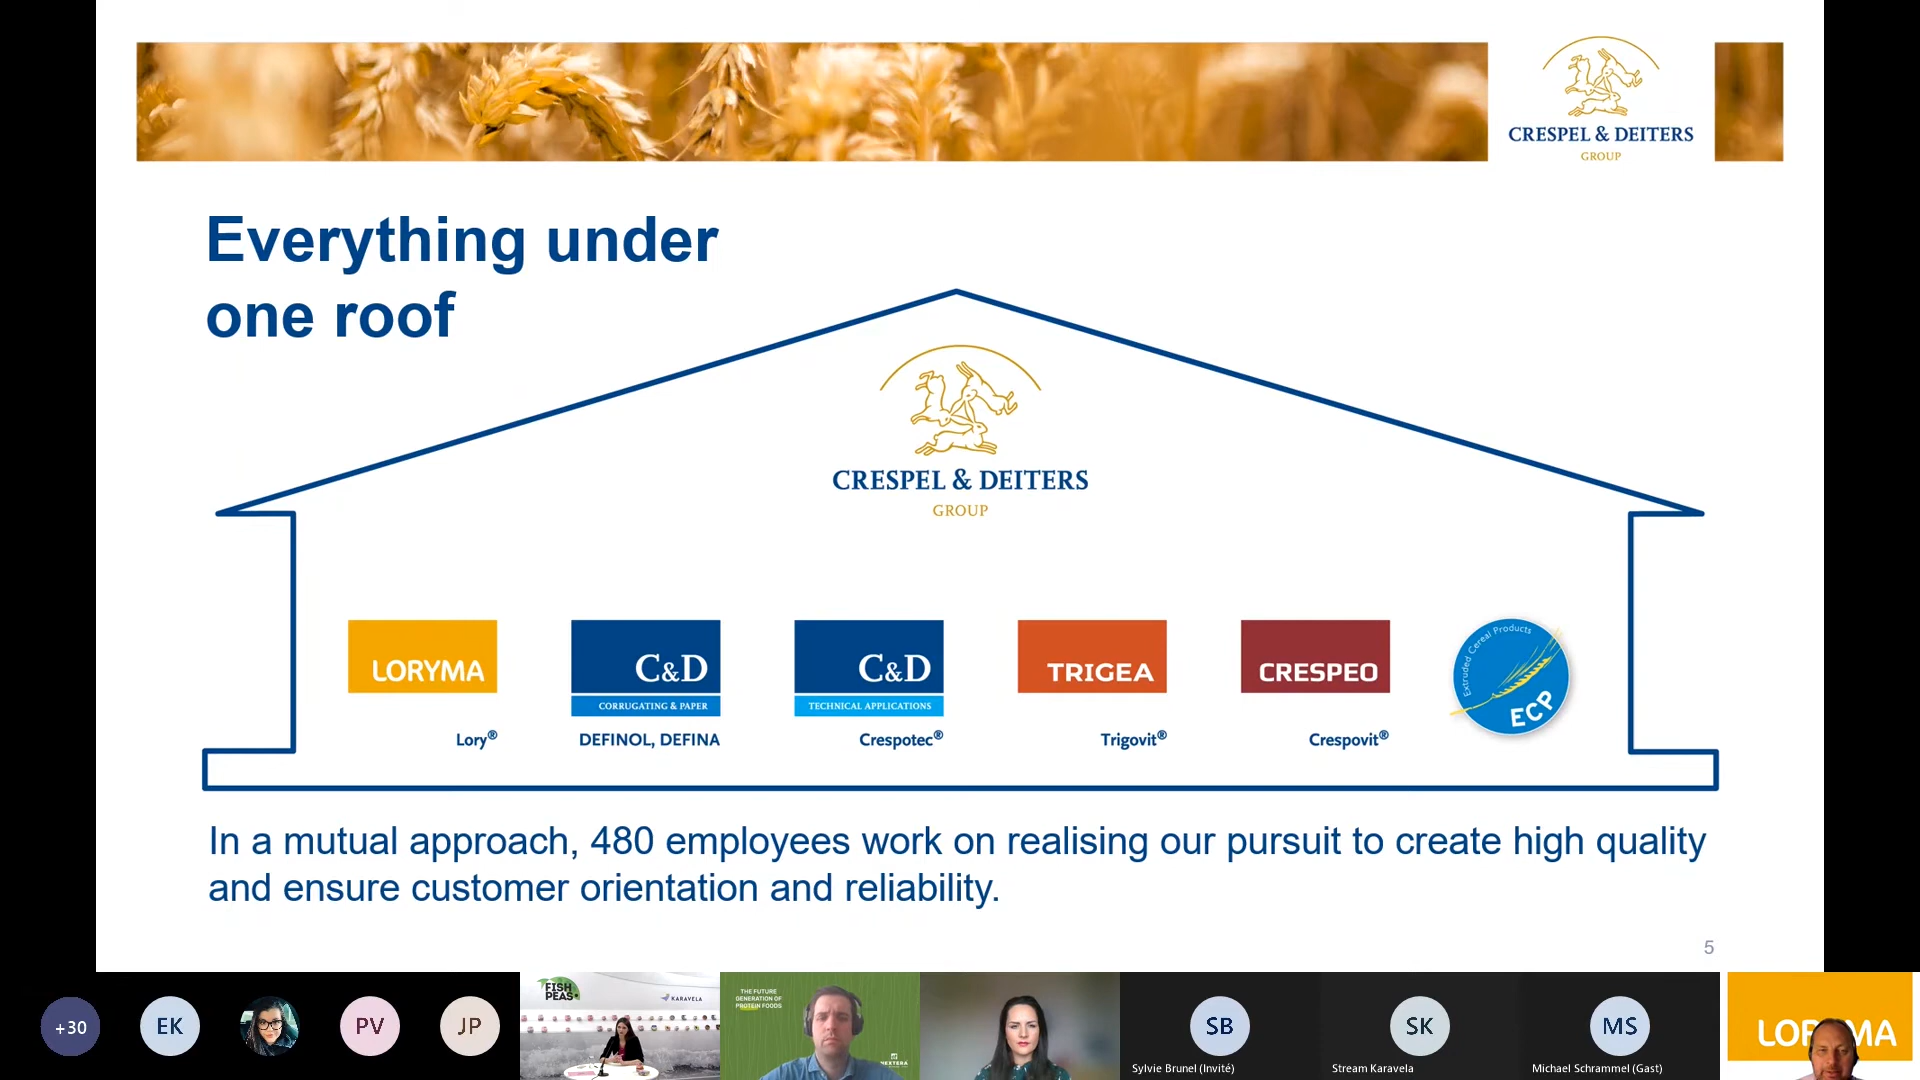 CRESPEL & DEITERS
GROUP
Everything under
one roof
CRESPEL & DEITERS
GROUP
LORYMA
Lory®
C&D
CORRUGATING & PAPER
DEFINOL, DEFINA
C&D
TECHNICAL APPLICATIONS
Crespotec®
TRIGEA
Trigovit®
CRESPEO
Crespovit®
Extruded Cereal Products
ECP
In a mutual approach, 480 employees work on realising our pursuit to create high quality
and ensure customer orientation and reliability.
5
+30
EK
PV
JP
FISH
PEAS
KARAVELA
THE FUTURE
GENERATION OF
PROTEIN FOODS
SB
Sylvie Brunel (Invité)
SK
Stream Karavela
MS
Michael Schrammel (Gast)